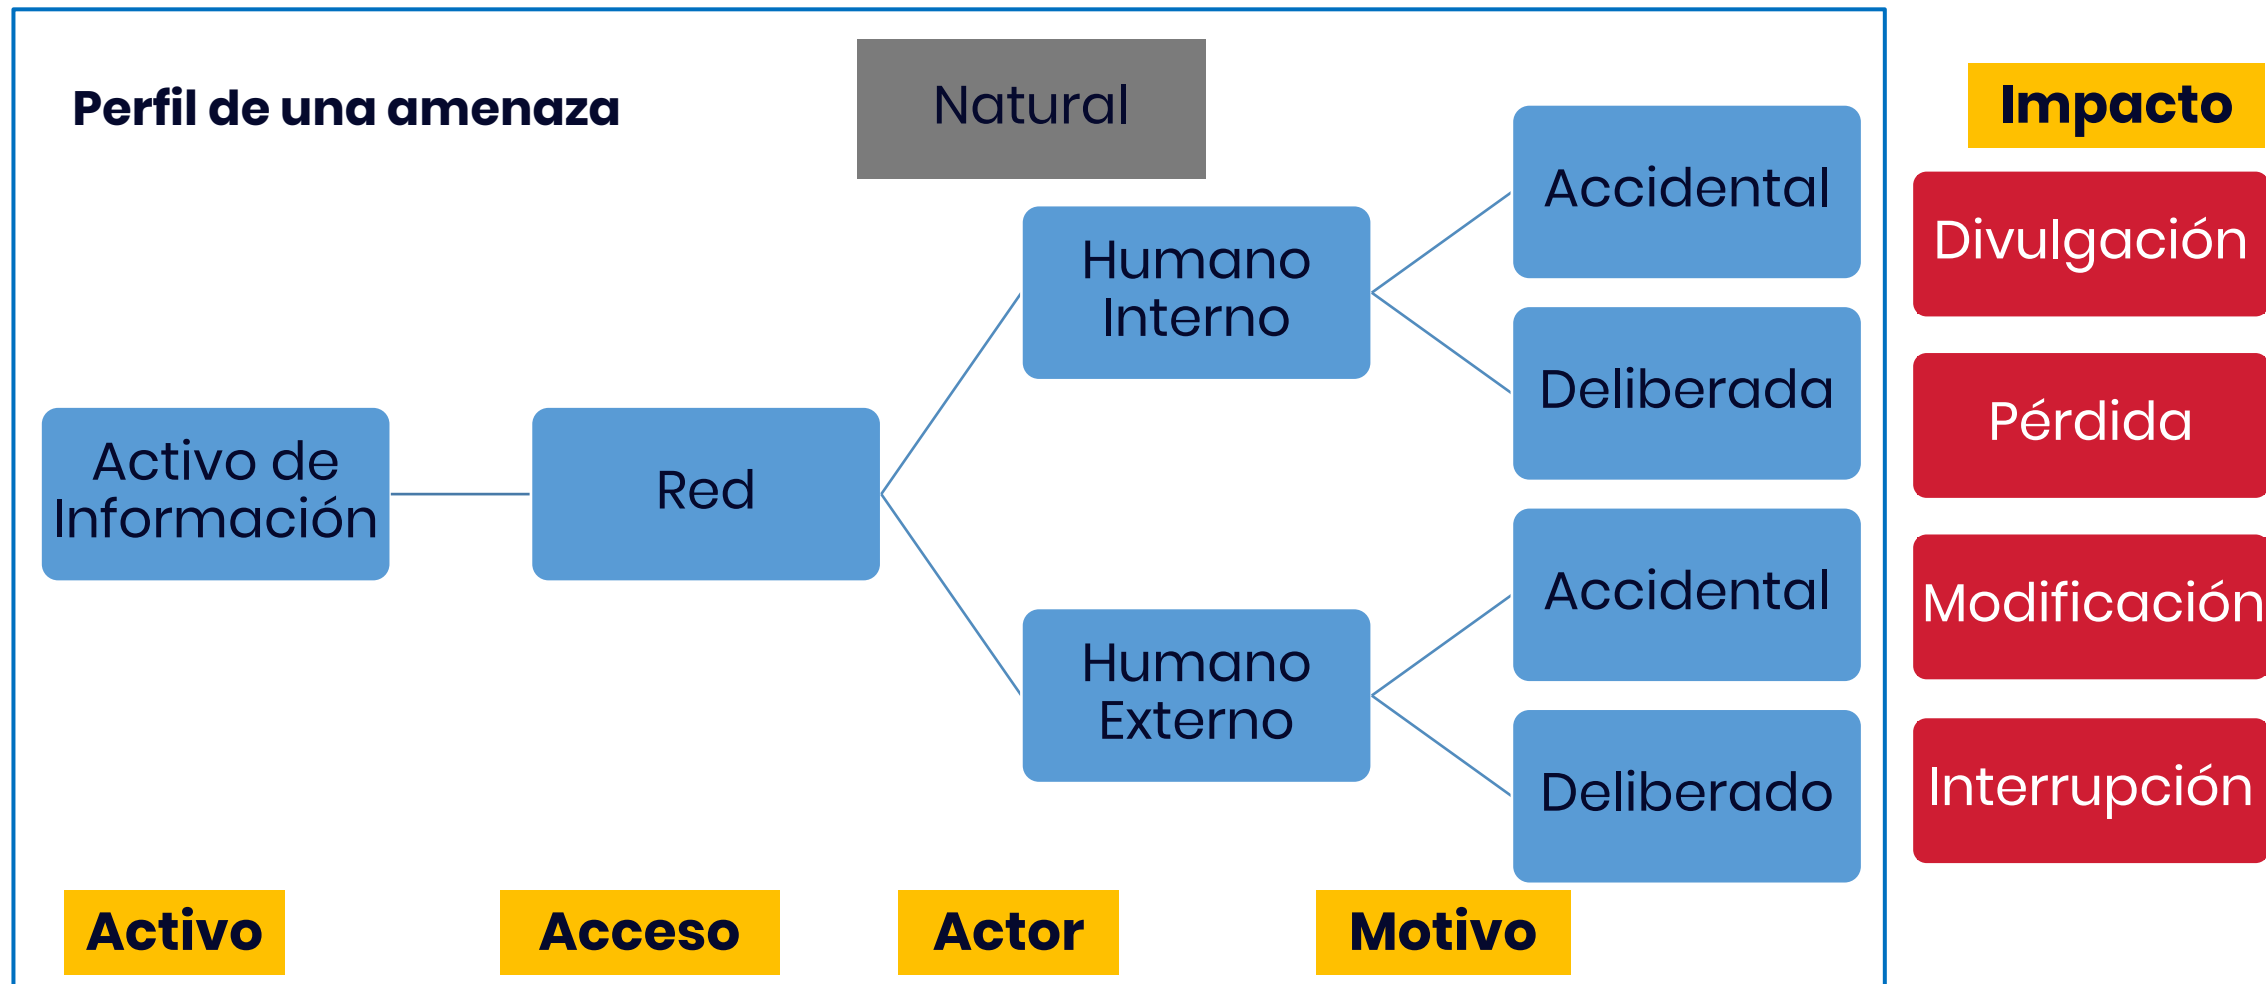 Perfil de una amenaza
Natural
Impacto
Activo de
Información
Red
Humano
Interno
Humano
Externo
Accidental
Deliberada
Accidental
Deliberado
Divulgación
Pérdida
Modificación
Interrupción
Activo
Acceso
Actor
Motivo